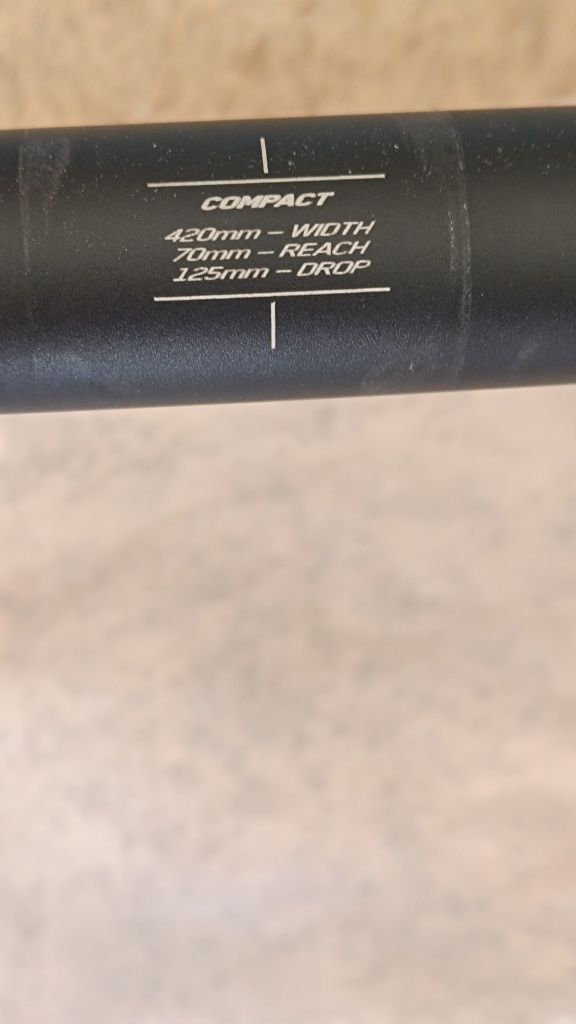 COMPACT
420mm – WIDTH
70mm – REACH
125mm – DROP